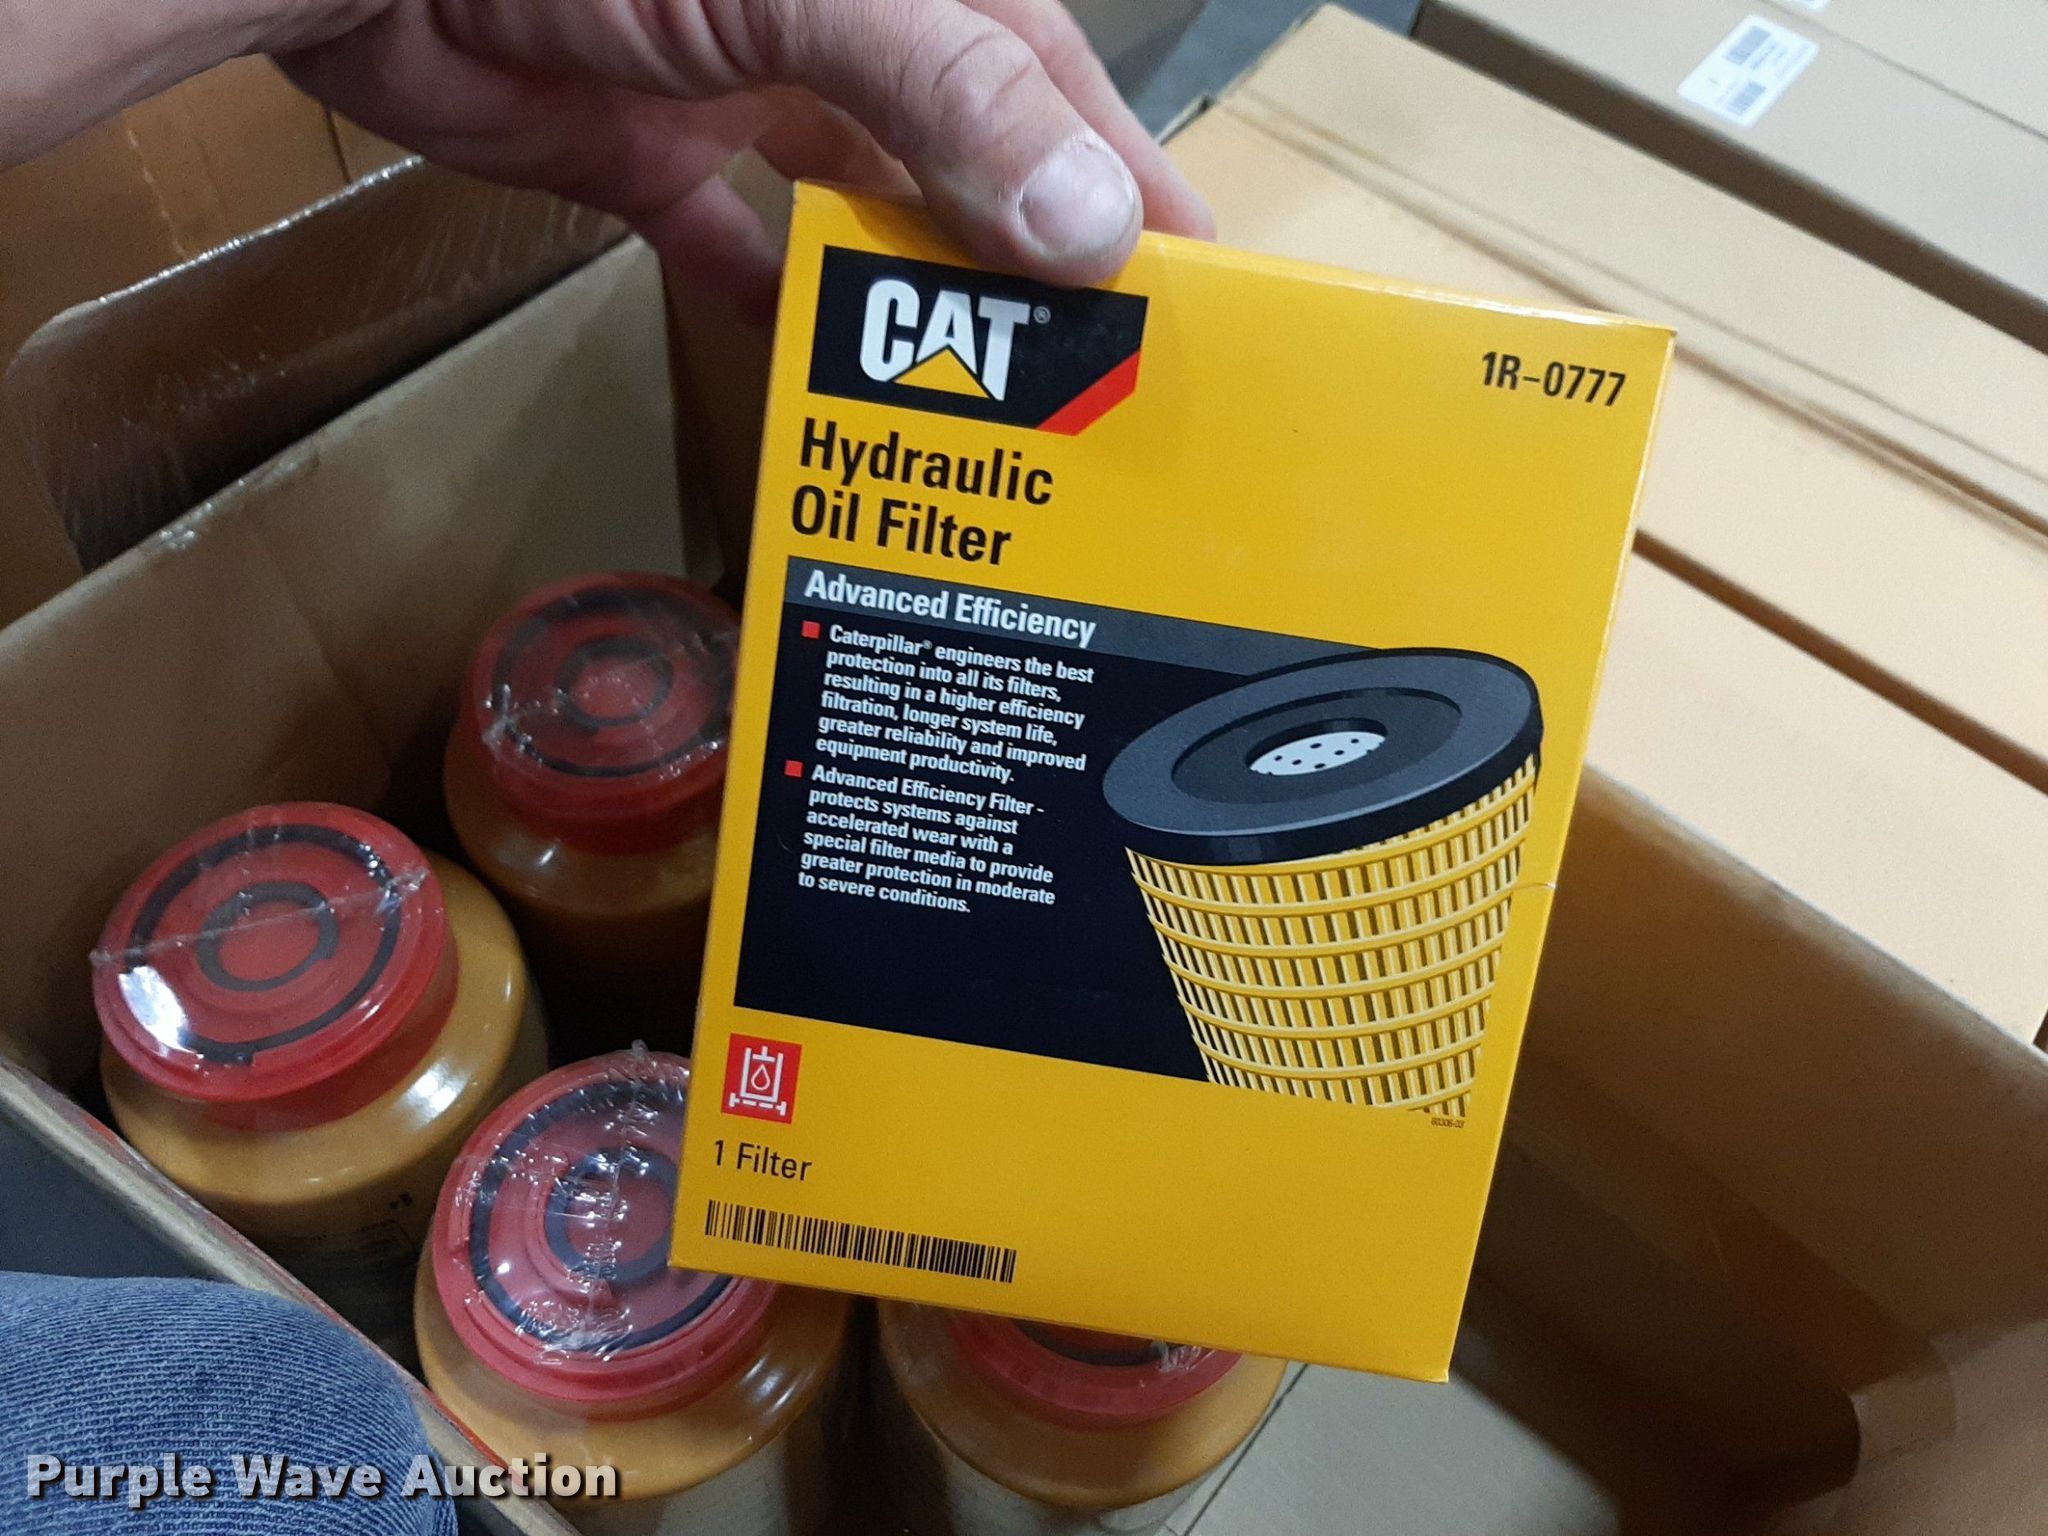 CAT®
1R-0777
Hydraulic
Oil Filter
Advanced Efficiency
Caterpillar® engineers the best
protection into all its filters,
resulting in a higher efficiency
filtration, longer system life,
greater reliability and improved
equipment productivity.
Advanced Efficiency Filter -
protects systems against
accelerated wear with a
special filter media to provide
greater protection in moderate
to severe conditions.
1 Filter
Purple Wave Auction